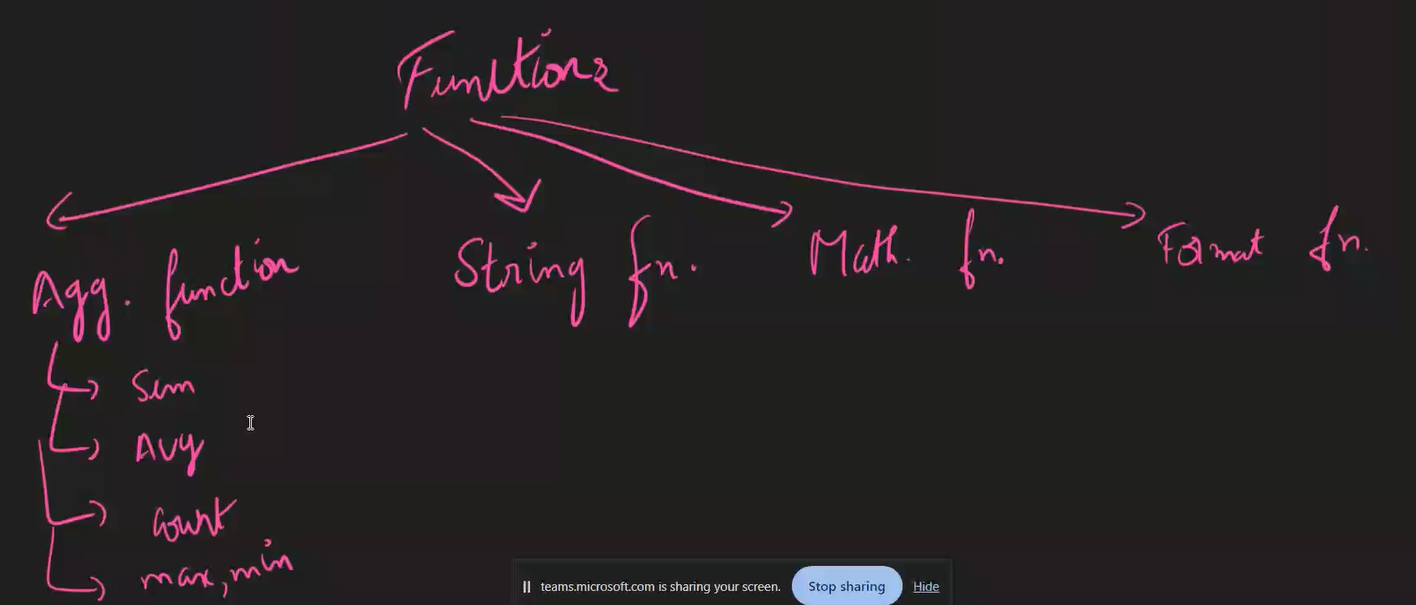 Functions
Agg. function
String fn.
Math. fn.
Format fn.
Sum
Avg
count
max, min
teams.microsoft.com is sharing your screen.
Stop sharing
Hide